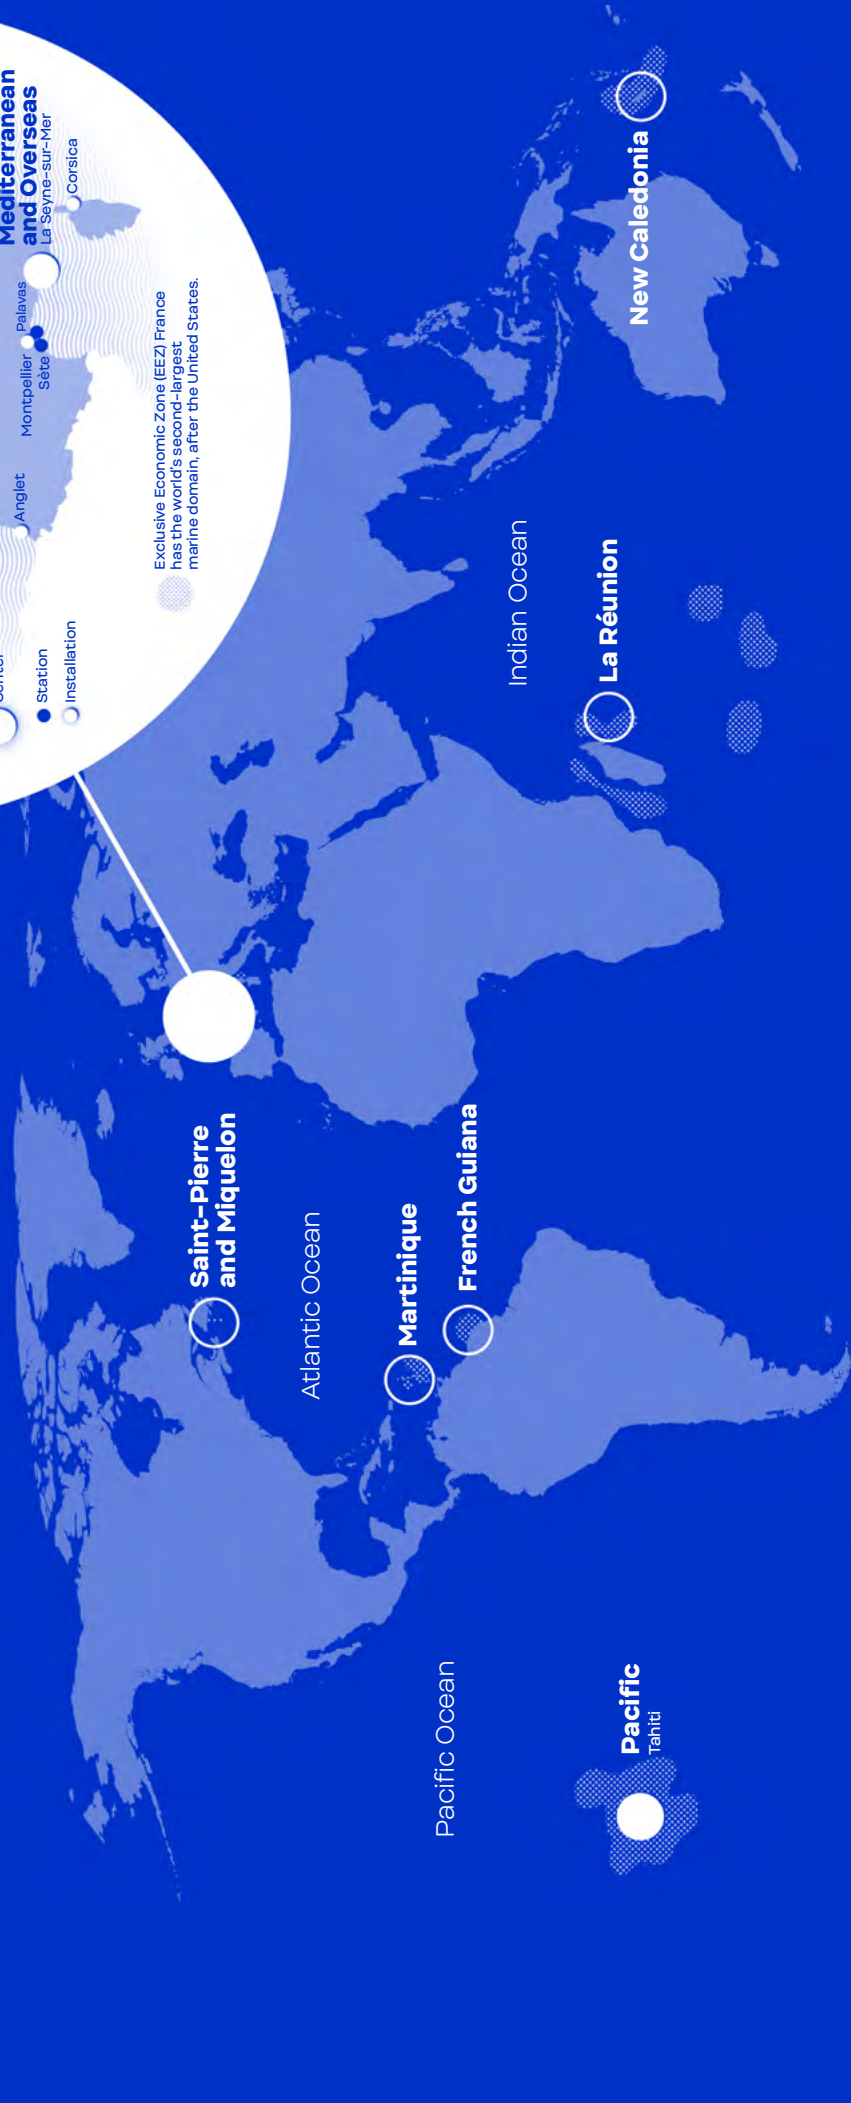 Mediterranean
and Overseas
La Seyne-sur-Mer
Corsica
Palavas
Montpellier
Sète
Anglet
Station
Installation
Exclusive Economic Zone (EEZ) France
has the world's second-largest
marine domain, after the United States.
Saint-Pierre
and Miquelon
Atlantic Ocean
Martinique
French Guiana
Pacific Ocean
Pacific
Tahiti
Indian Ocean
La Réunion
New Caledonia